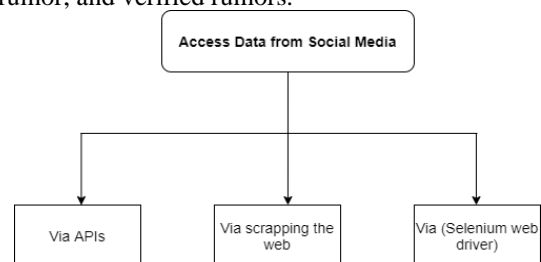 rumor, and verified rumors.
Access Data from Social Media
Via APIs
Via scrapping the
web
Via (Selenium web
driver)